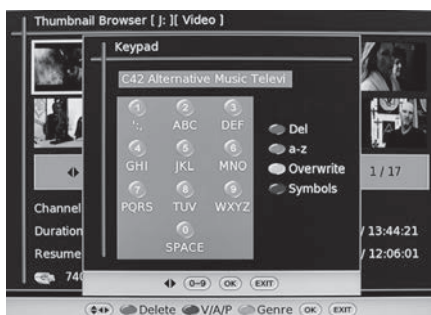 Thumbnail Browser [ J: ][ Video ]
Keypad
C42 Alternative Music Televi
1 2 3
':, ABC DEF
Del
4 5 6
a-z
GHI JKL MNO
Overwrite
1 / 17
7 8 9
Symbols
PQRS TUV WXYZ
Channel
0
Duration
/ 13:44:21
SPACE
Resume
/ 12:06:01
740
0-9 OK EXIT
Delete V/A/P Genre OK EXIT